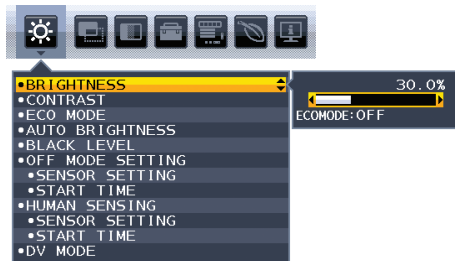 •BRIGHTNESS
•CONTRAST
•ECO MODE
•AUTO BRIGHTNESS
•BLACK LEVEL
•OFF MODE SETTING
•SENSOR SETTING
•START TIME
•HUMAN SENSING
•SENSOR SETTING
•START TIME
•DV MODE
30.0%
ECOMODE:OFF